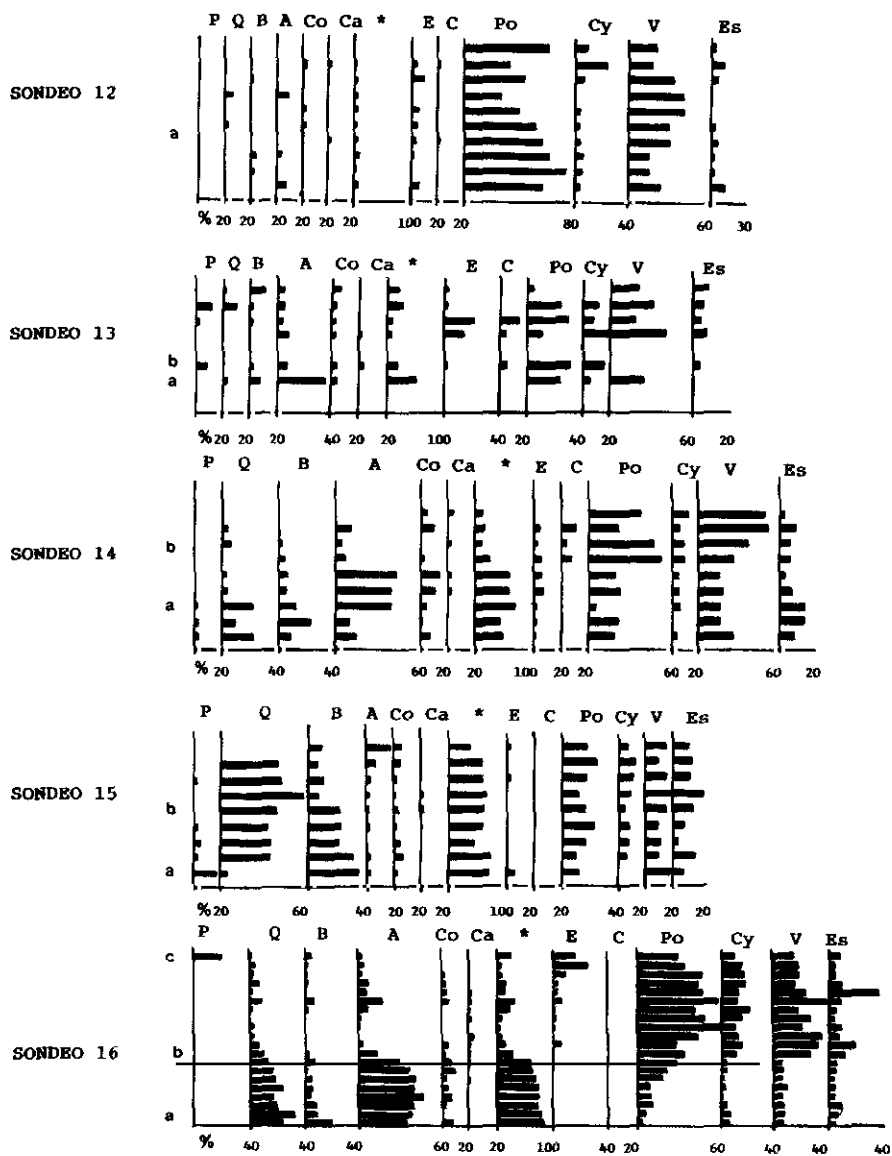 P Q B A Co Ca * E C Po Cy V Es
SONDEO 12
a
% 20 20 20 20 20 20 100 20 20 80 40 60 30
P Q B A Co Ca * E C Po Cy V Es
SONDEO 13
b
a
% 20 20 20 40 20 20 100 40 20 40 20 60 20
P Q B A Co Ca * E C Po Cy V Es
SONDEO 14
b
a
% 20 40 40 60 20 20 100 20 20 60 20 60 20
P Q B A Co Ca * E C Po Cy V Es
SONDEO 15
b
a
% 20 60 40 20 20 20 100 20 20 40 20 20 20
P Q B A Co Ca * E C Po Cy V Es
c
SONDEO 16
b
a
% 40 40 40 60 20 20 100 40 20 60 40 40 40